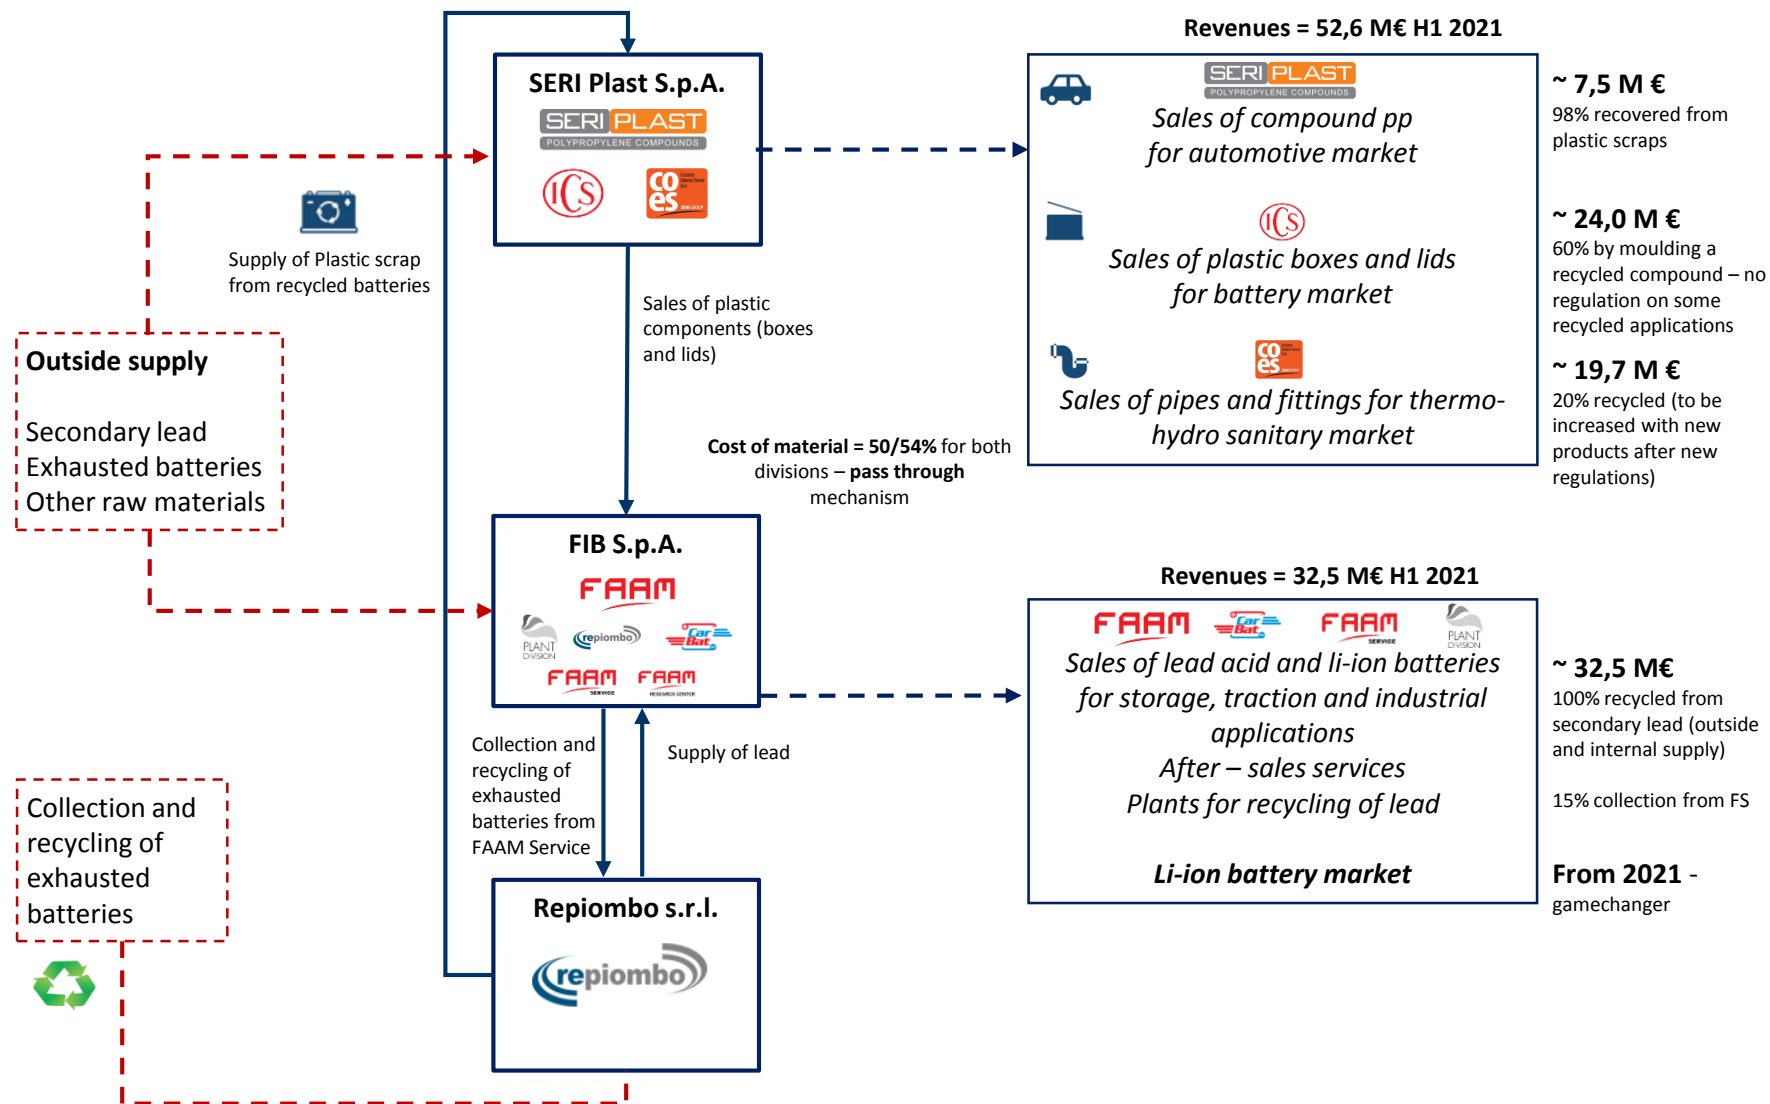 Revenues = 52,6 M€ H1 2021
SERI Plast S.p.A.
SERI PLAST
POLYPROPYLENE COMPOUNDS
ICS
co
es
SERI GROUP
SERI PLAST
POLYPROPYLENE COMPOUNDS
Sales of compound pp
for automotive market
~ 7,5 M €
98% recovered from
plastic scraps
ICS
Sales of plastic boxes and lids
for battery market
~ 24,0 M €
60% by moulding a
recycled compound – no
regulation on some
recycled applications
co
es
Sales of pipes and fittings for thermo-
hydro sanitary market
~ 19,7 M €
20% recycled (to be
increased with new
products after new
regulations)
Supply of Plastic scrap
from recycled batteries
Sales of plastic
components (boxes
and lids)
Outside supply
Secondary lead
Exhausted batteries
Other raw materials
Cost of material = 50/54% for both
divisions – pass through
mechanism
FIB S.p.A.
FAAM
PLANT
DIVISION
repiombo
Car
Bat
FAAM
SERVICE
FAAM
RESEARCH CENTER
Revenues = 32,5 M€ H1 2021
FAAM
Car
Bat
FAAM
SERVICE
PLANT
DIVISION
Sales of lead acid and li-ion batteries
for storage, traction and industrial
applications
After – sales services
Plants for recycling of lead
Li-ion battery market
~ 32,5 M€
100% recycled from
secondary lead (outside
and internal supply)
15% collection from FS
From 2021 -
gamechanger
Collection and
recycling of
exhausted
batteries from
FAAM Service
Supply of lead
Collection and
recycling of
exhausted
batteries
Repiombo s.r.l.
repiombo